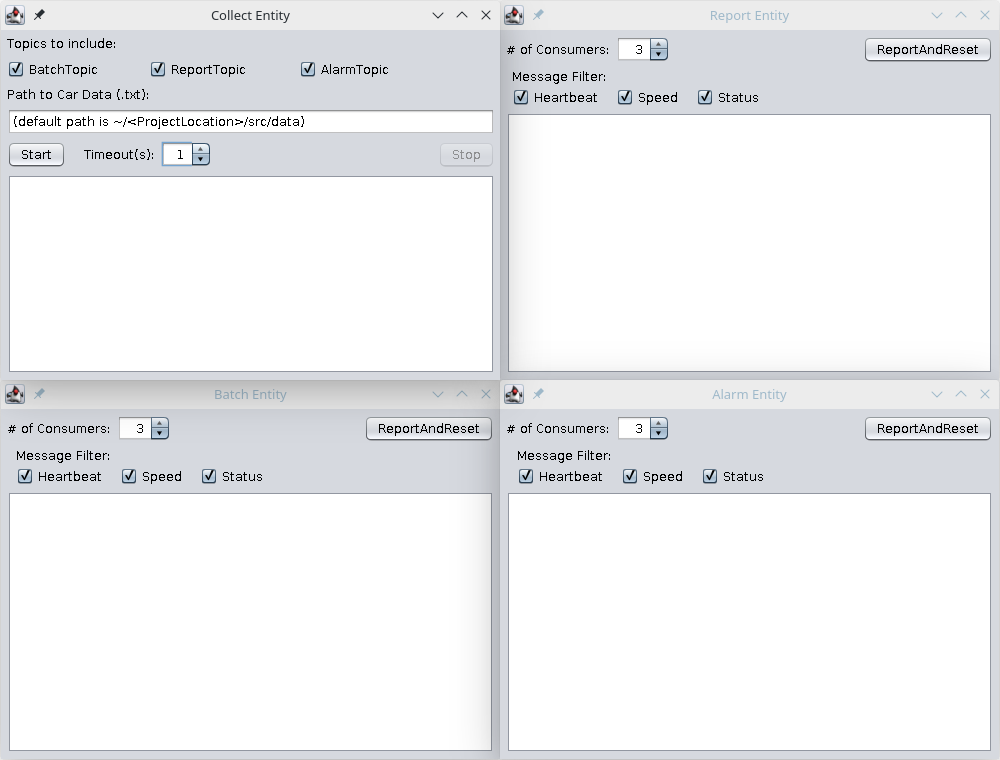 Collect Entity
Topics to include:
BatchTopic ReportTopic AlarmTopic
Path to Car Data (.txt):
(default path is ~/<ProjectLocation>/src/data)
Start Timeout(s): 1 Stop
Report Entity
# of Consumers: 3 ReportAndReset
Message Filter:
Heartbeat Speed Status
Batch Entity
# of Consumers: 3 ReportAndReset
Message Filter:
Heartbeat Speed Status
Alarm Entity
# of Consumers: 3 ReportAndReset
Message Filter:
Heartbeat Speed Status